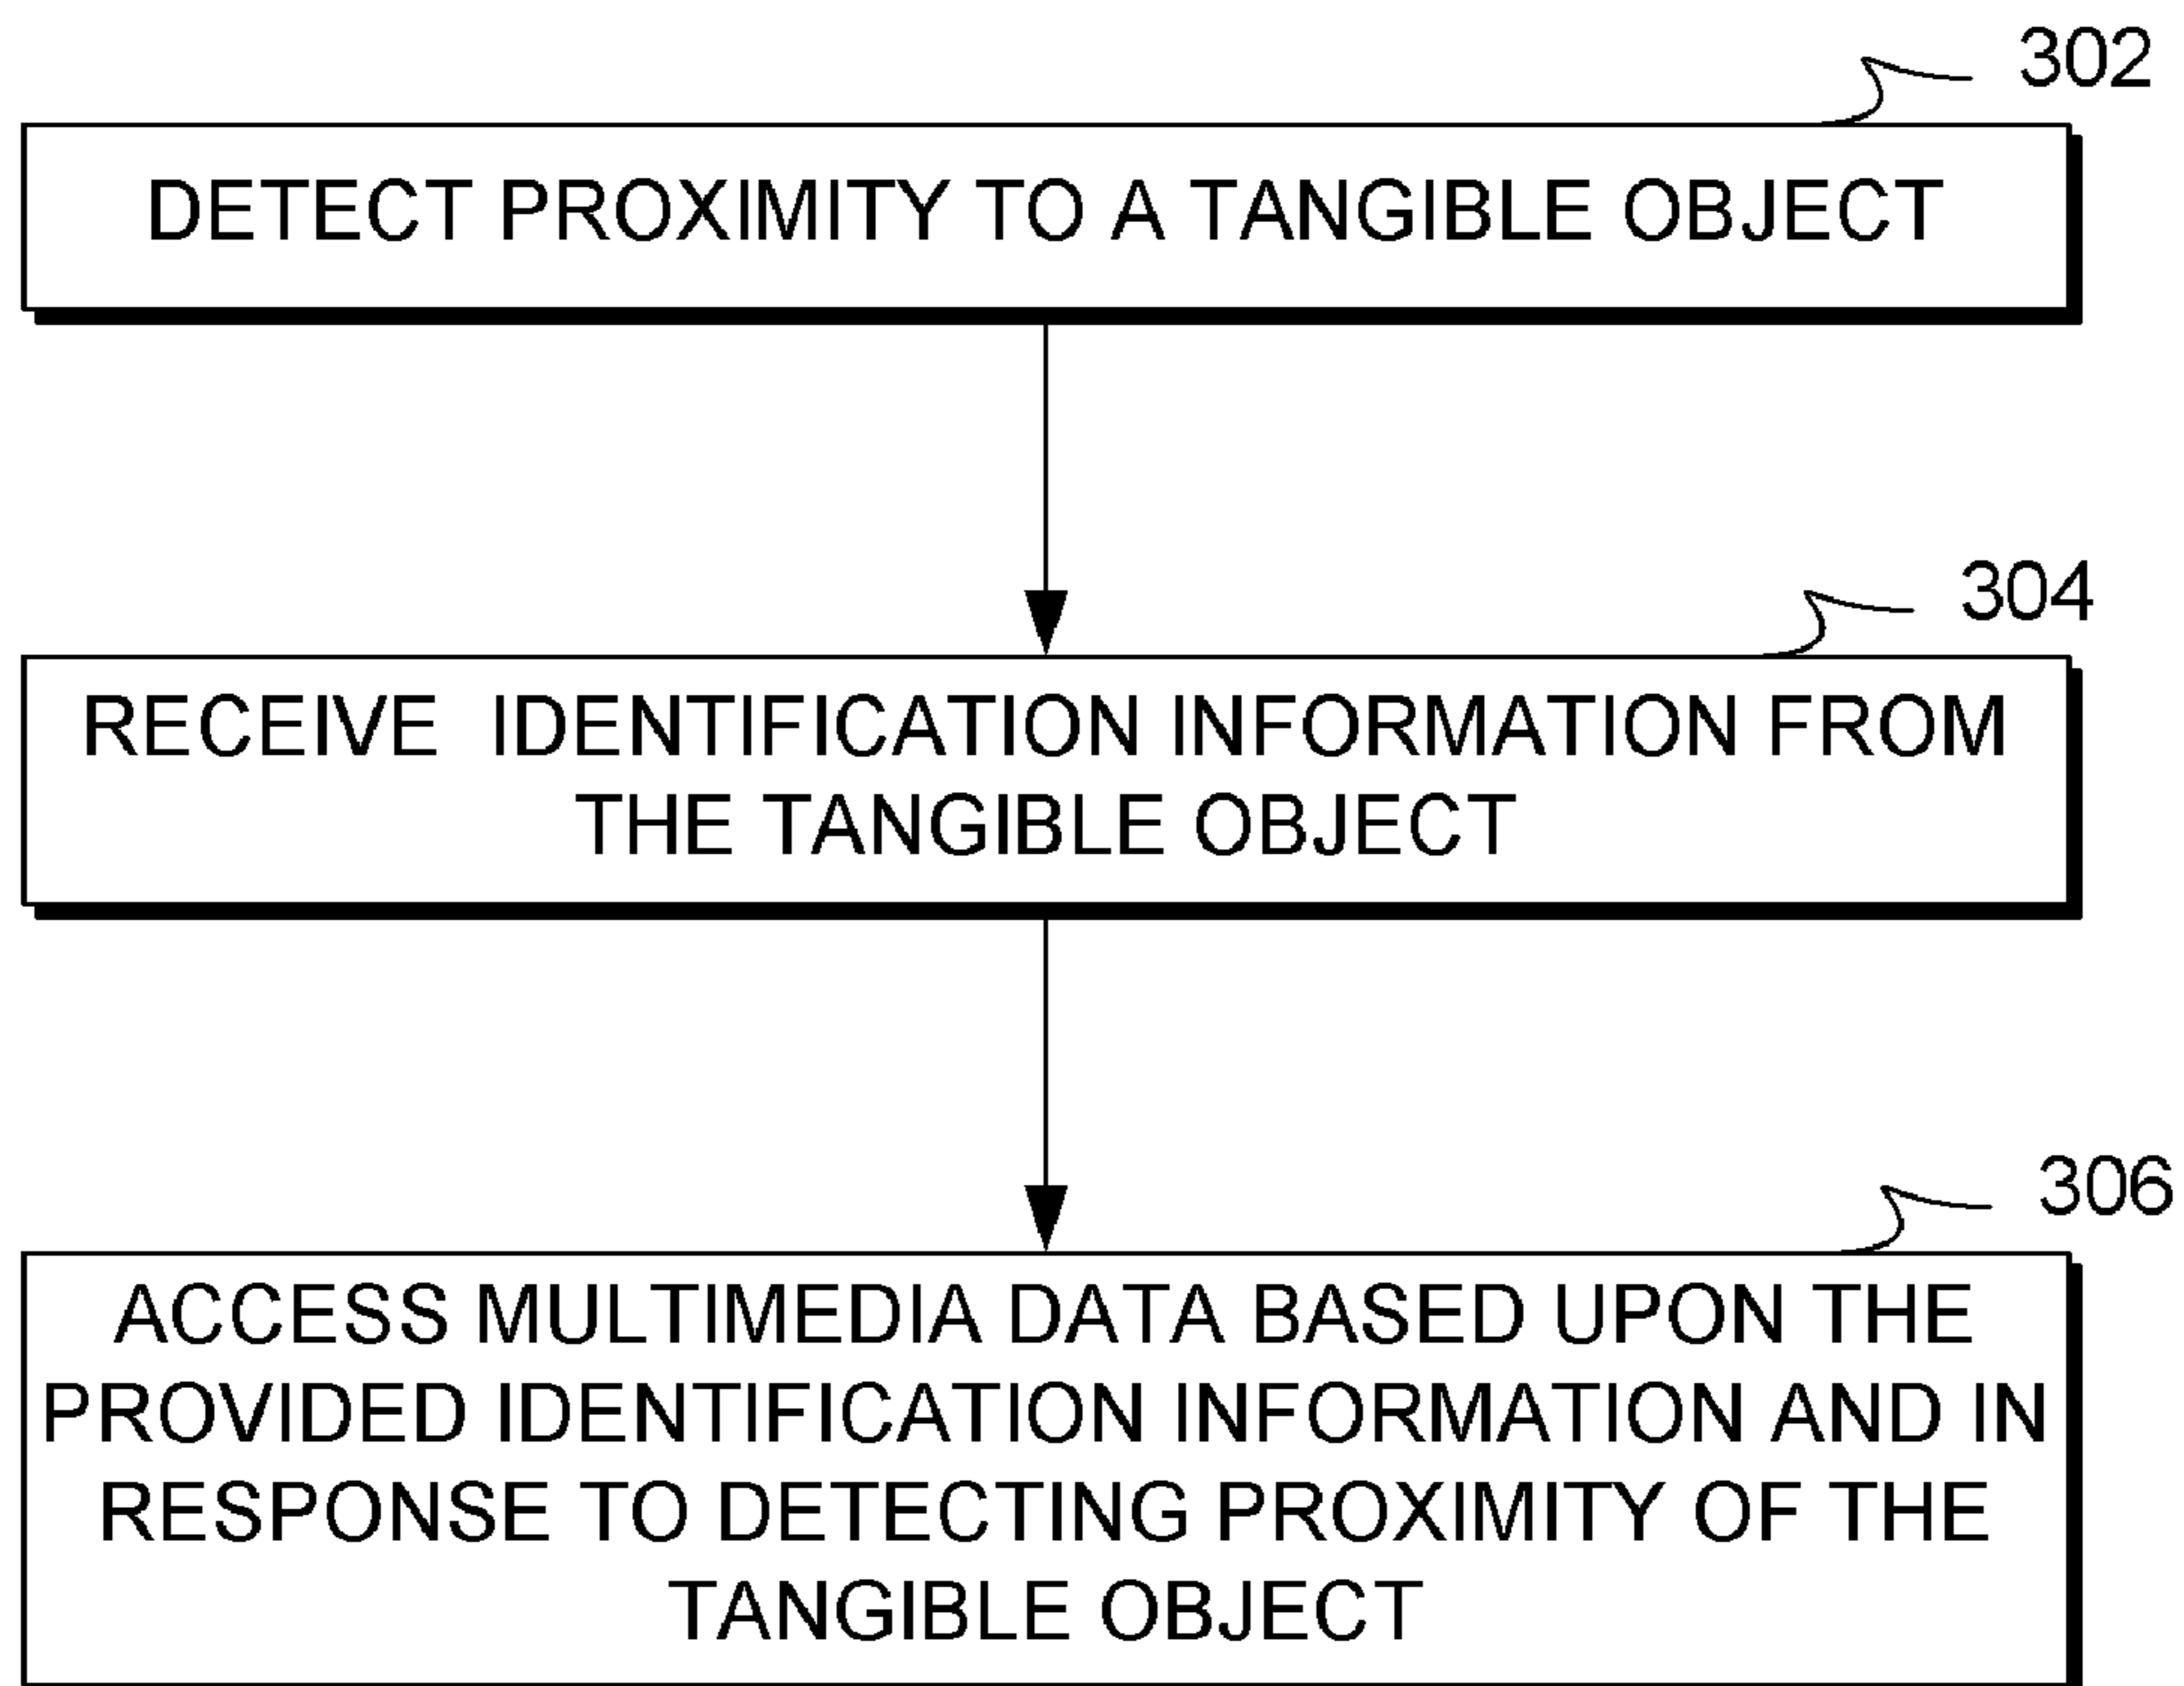 302
DETECT PROXIMITY TO A TANGIBLE OBJECT
304
RECEIVE IDENTIFICATION INFORMATION FROM
THE TANGIBLE OBJECT
306
ACCESS MULTIMEDIA DATA BASED UPON THE
PROVIDED IDENTIFICATION INFORMATION AND IN
RESPONSE TO DETECTING PROXIMITY OF THE
TANGIBLE OBJECT